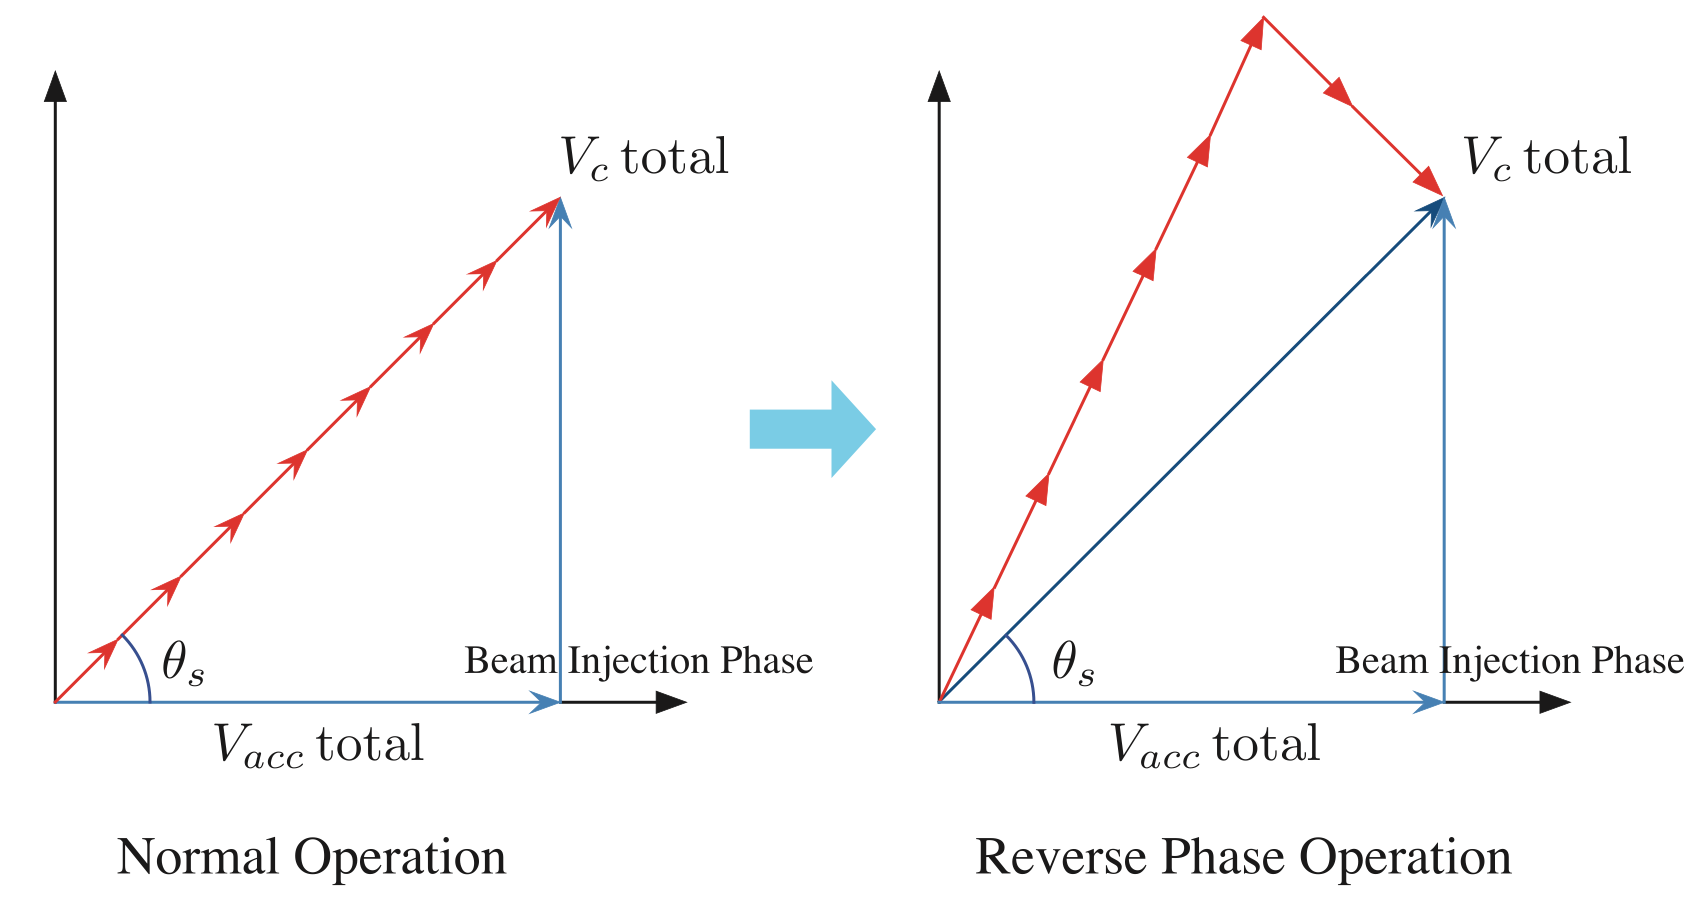 V_c total
θ_s
Beam Injection Phase
V_acc total
Normal Operation
V_c total
θ_s
Beam Injection Phase
V_acc total
Reverse Phase Operation